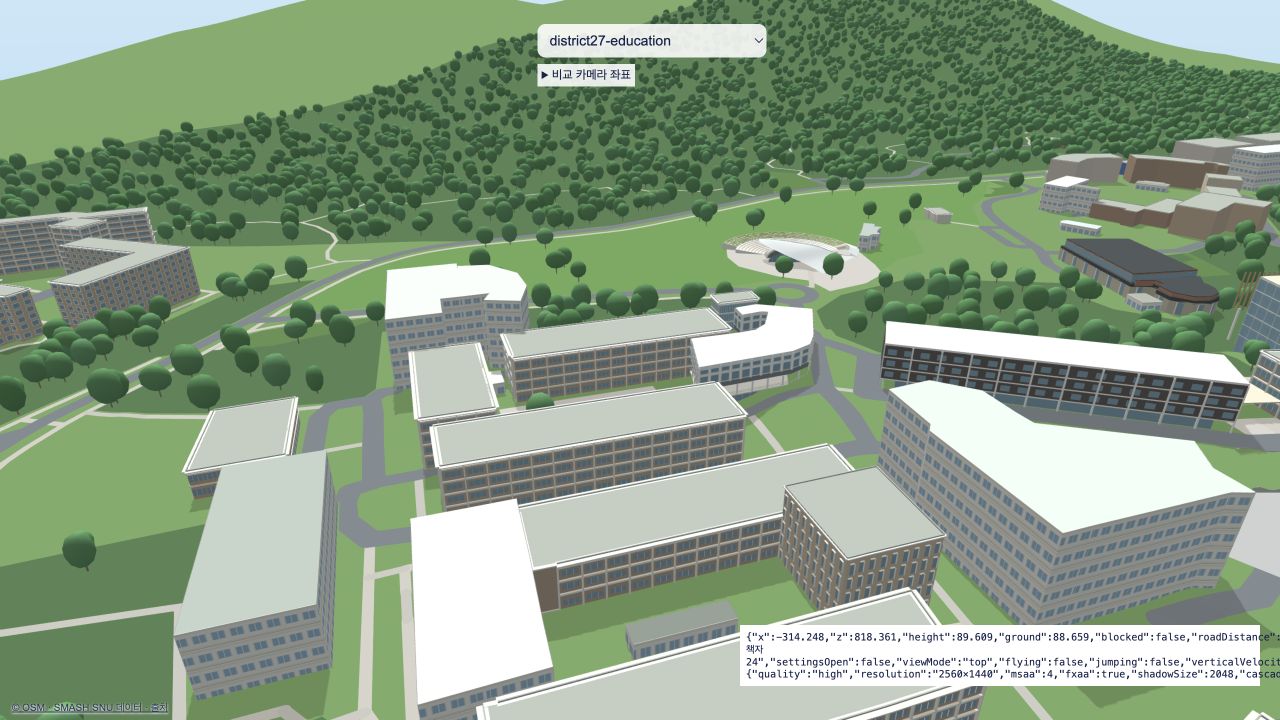 district27-education
▶ 비교 카메라 좌표
{"x":-314.248,"z":818.361,"height":89.609,"ground":88.659,"blocked":false,"roadDistance":
책자
24","settingsOpen":false,"viewMode":"top","flying":false,"jumping":false,"verticalVelocit
{"quality":"high","resolution":"2560×1440","msaa":4,"fxaa":true,"shadowSize":2048,"cascad
© OSM · SMASH SNU 데이터 · 출처